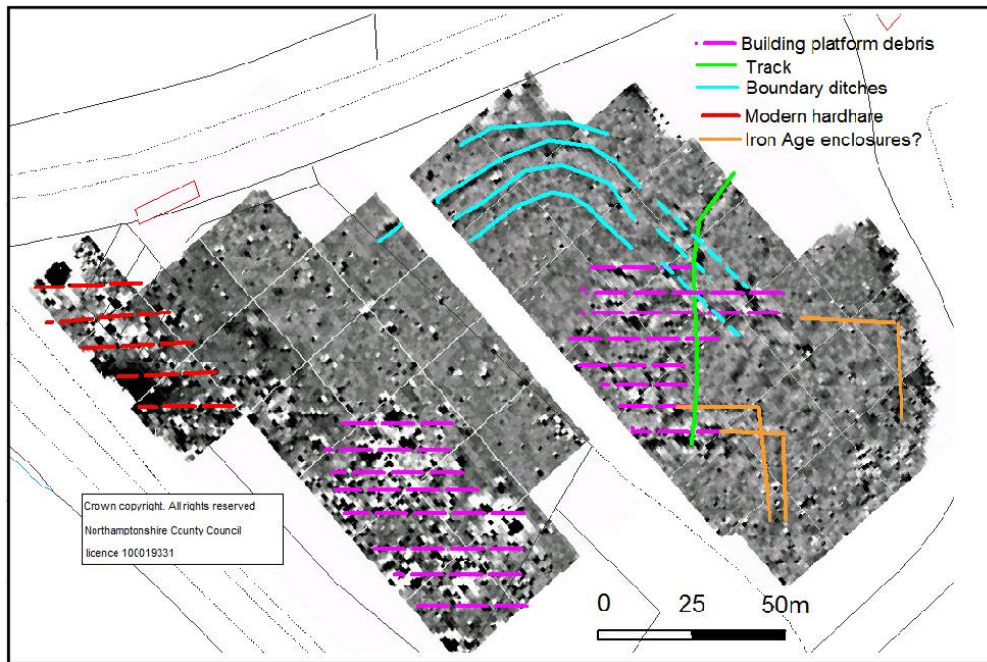 Building platform debris
Track
Boundary ditches
Modern hardhare
Iron Age enclosures?
Crown copyright. All rights reserved
Northamptonshire County Council
licence 100019331
0 25 50m